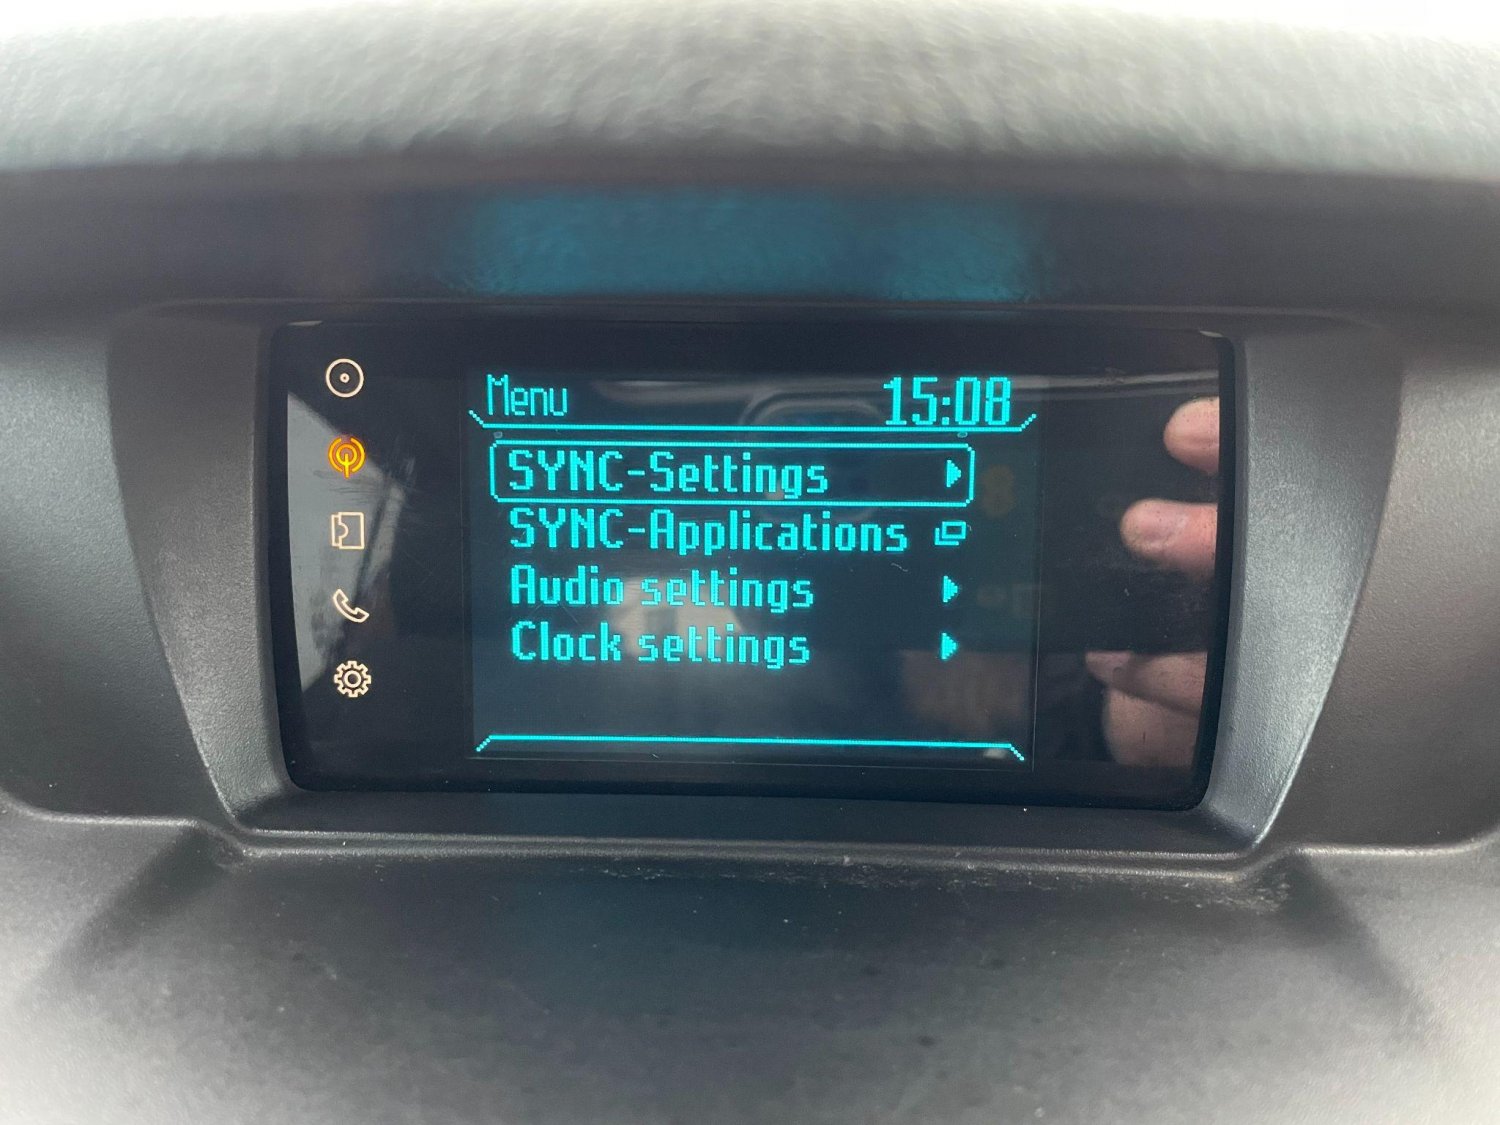 Menu 15:08
SYNC-Settings
SYNC-Applications
Audio settings
Clock settings